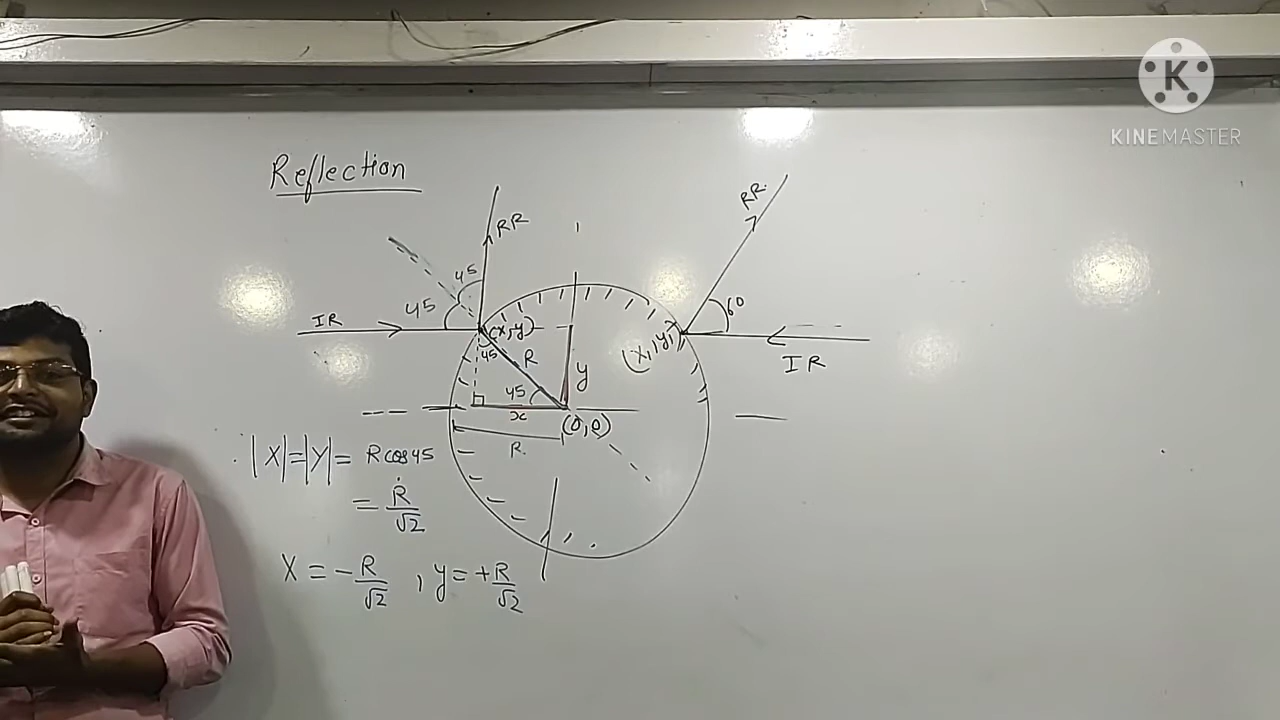 K
KINEMASTER
Reflection
RR
RR.
45
45
60
IR
(x,y)
(x₁,y₁)
IR
45
R
y
45
x
(0,0)
R.
|X|=|Y|= R cos 45
= R/√2
X = -R/√2 , y = +R/√2